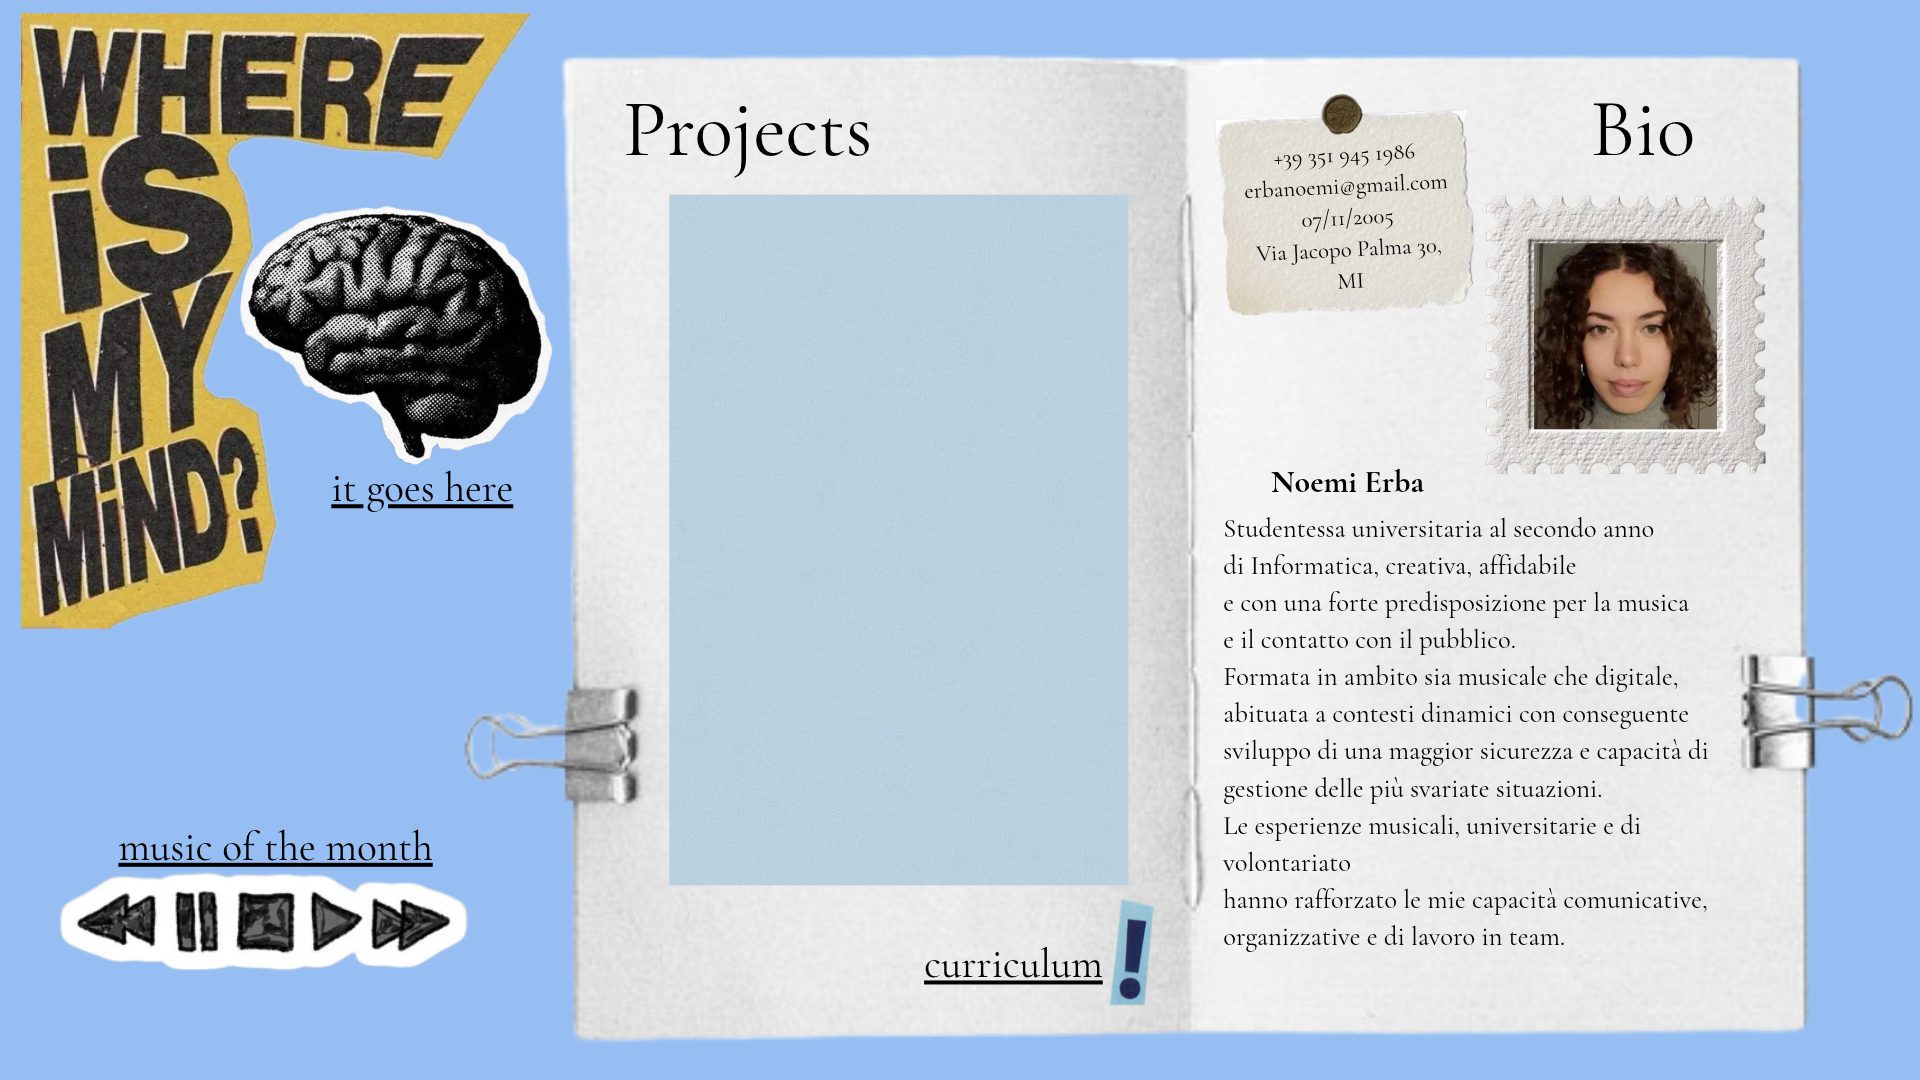 WHERE
iS
MY
MiND?
it goes here
music of the month
Projects
curriculum
!
Bio
+39 351 945 1986
erbanoemi@gmail.com
07/11/2005
Via Jacopo Palma 30,
MI
Noemi Erba
Studentessa universitaria al secondo anno
di Informatica, creativa, affidabile
e con una forte predisposizione per la musica
e il contatto con il pubblico.
Formata in ambito sia musicale che digitale,
abituata a contesti dinamici con conseguente
sviluppo di una maggior sicurezza e capacità di
gestione delle più svariate situazioni.
Le esperienze musicali, universitarie e di
volontariato
hanno rafforzato le mie capacità comunicative,
organizzative e di lavoro in team.